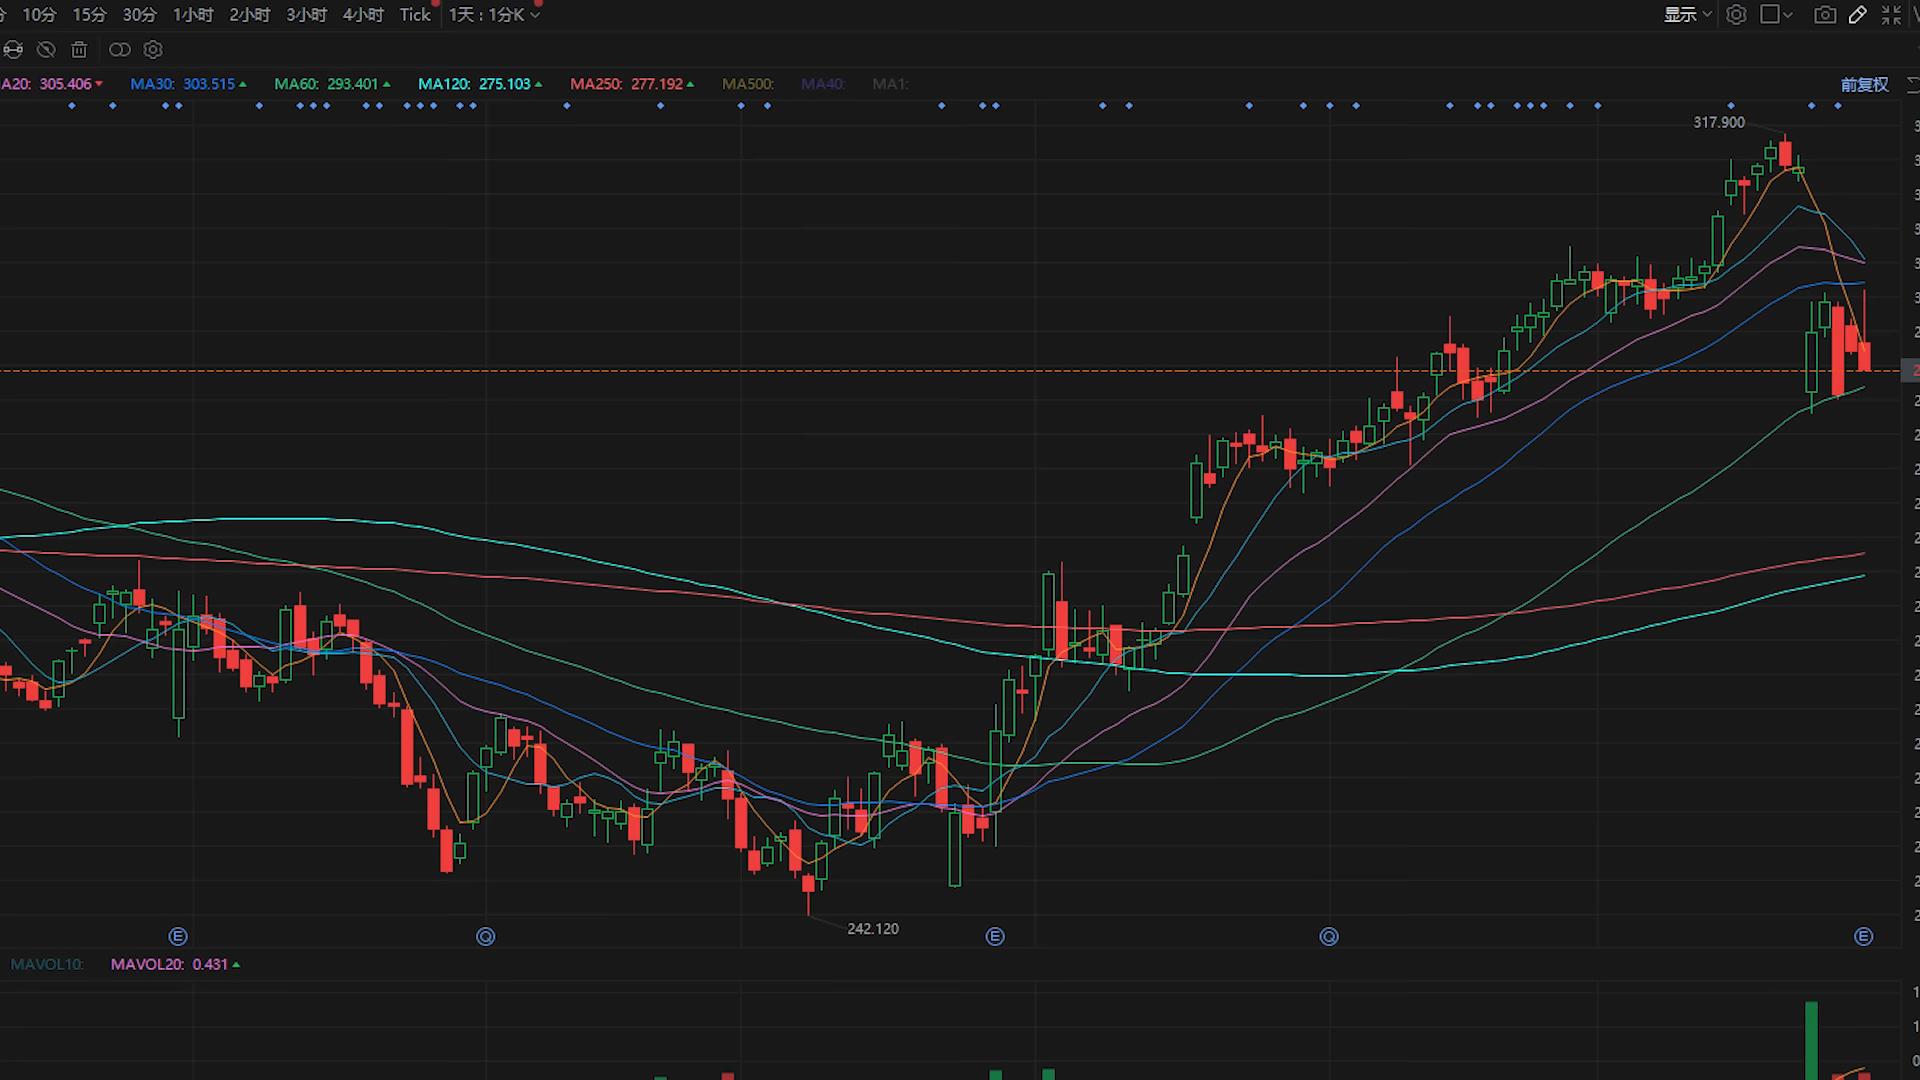 10分 15分 30分 1小时 2小时 3小时 4小时 Tick 1天 : 1分K 显示
A20: 305.406 MA30: 303.515 MA60: 293.401 MA120: 275.103 MA250: 277.192 MA500: MA40: MA1: 前复权
317.900
242.120
E Q E Q E
MAVOL10: MAVOL20: 0.431